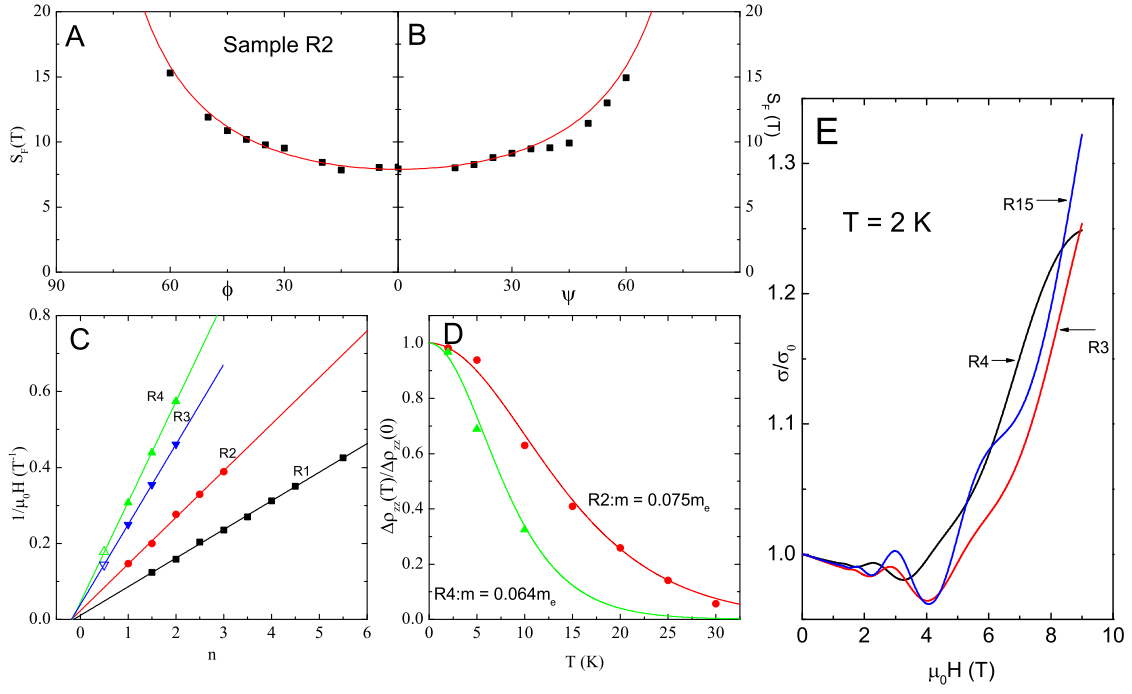 A
Sample R2
B
20
15
10
5
0
S_F(T)
90
60
30
0
30
60
ϕ
ψ
20
15
10
5
0
S_F (T)
C
0.8
0.6
0.4
0.2
0.0
1/μ₀H (T⁻¹)
R4
R3
R2
R1
0 1 2 3 4 5 6
n
D
1.0
0.8
0.6
0.4
0.2
0.0
Δρ_zz(T)/Δρ_zz(0)
R2:m = 0.075m_e
R4:m = 0.064m_e
0 5 10 15 20 25 30
T (K)
E
T = 2 K
1.3
1.2
1.1
1.0
σ/σ₀
R15
R4
R3
0 2 4 6 8 10
μ₀H (T)